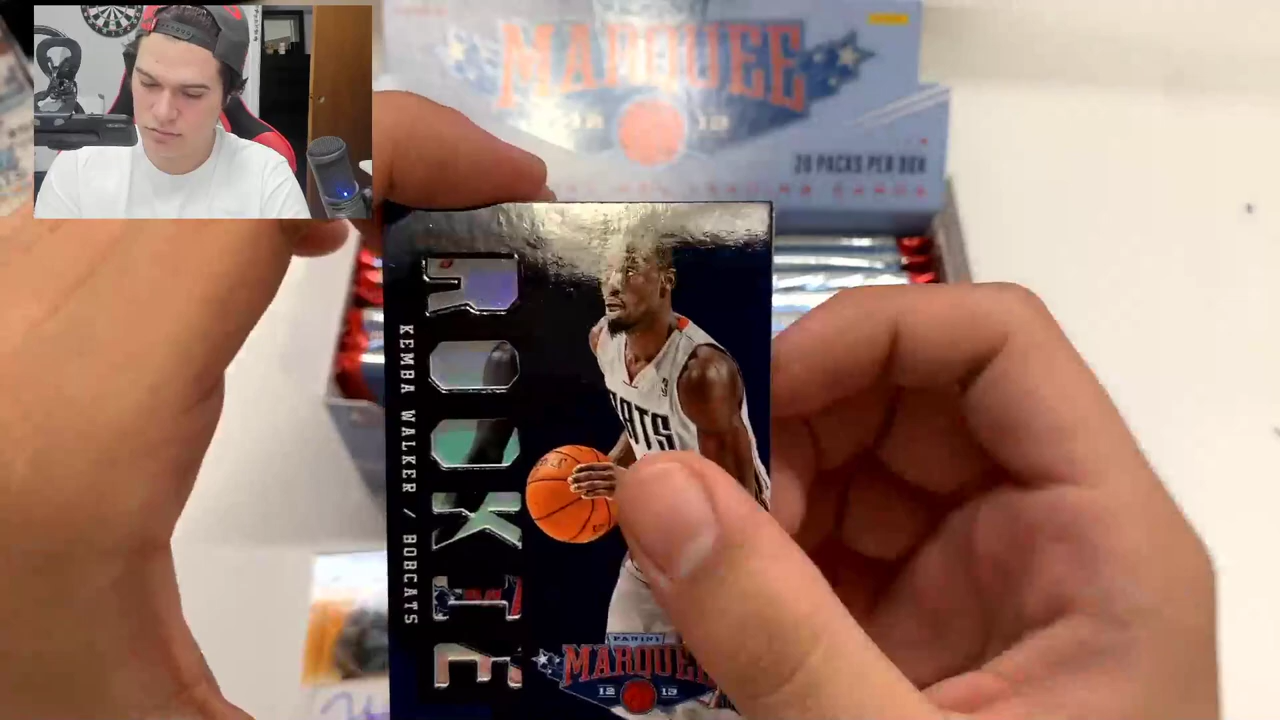 MARQUEE
12 13
20 PACKS PER BOX
ROOKIE
KEMBA WALKER / BOBCATS
CATS
PANINI
MARQUEE
12 13